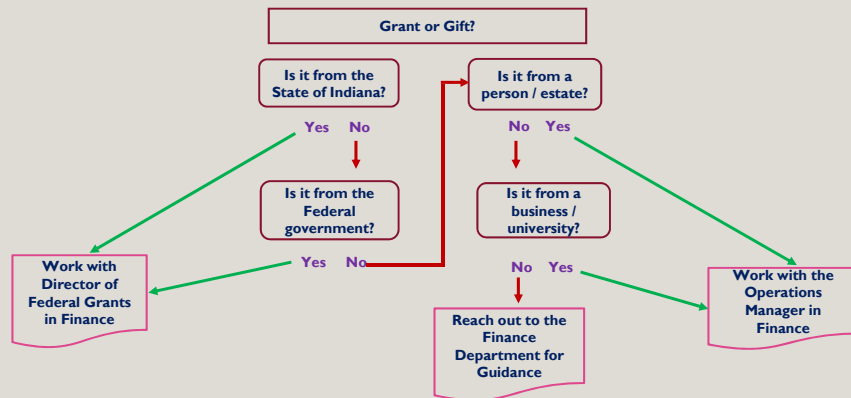 Grant or Gift?
Is it from the
State of Indiana?
Yes No
Is it from the
Federal
government?
Yes No
Work with
Director of
Federal Grants
in Finance
Is it from a
person / estate?
No Yes
Is it from a
business /
university?
No Yes
Reach out to the
Finance
Department for
Guidance
Work with the
Operations
Manager in
Finance